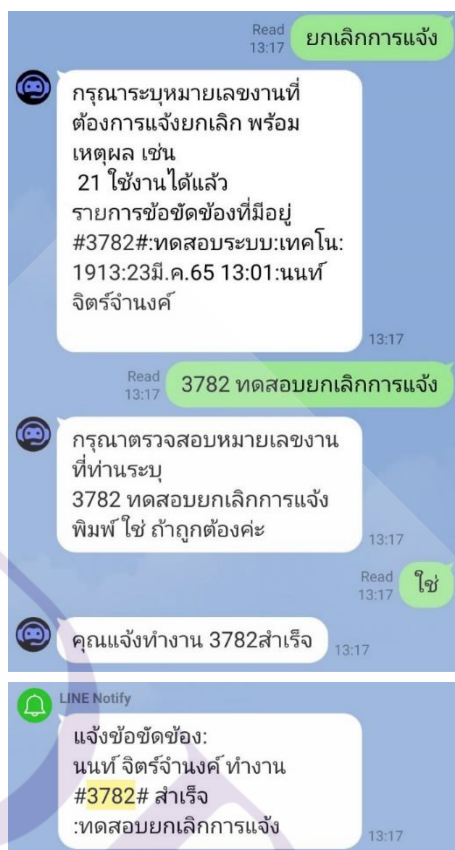 ยกเลิกการแจ้ง
Read
13:17
กรุณาระบุหมายเลขงานที่
ต้องการแจ้งยกเลิก พร้อม
เหตุผล เช่น
21 ใช้งานได้แล้ว
รายการข้อขัดข้องที่มีอยู่
#3782#:ทดสอบระบบ:เทคโน:
1913:23มี.ค.65 13:01:นนท์
จิตร์จำนงค์
13:17
3782 ทดสอบยกเลิกการแจ้ง
Read
13:17
กรุณาตรวจสอบหมายเลขงาน
ที่ท่านระบุ
3782 ทดสอบยกเลิกการแจ้ง
พิมพ์ ใช่ ถ้าถูกต้องค่ะ
13:17
ใช่
Read
13:17
คุณแจ้งทำงาน 3782สำเร็จ
13:17
LINE Notify
แจ้งข้อขัดข้อง:
นนท์ จิตร์จำนงค์ ทำงาน
#3782# สำเร็จ
:ทดสอบยกเลิกการแจ้ง
13:17